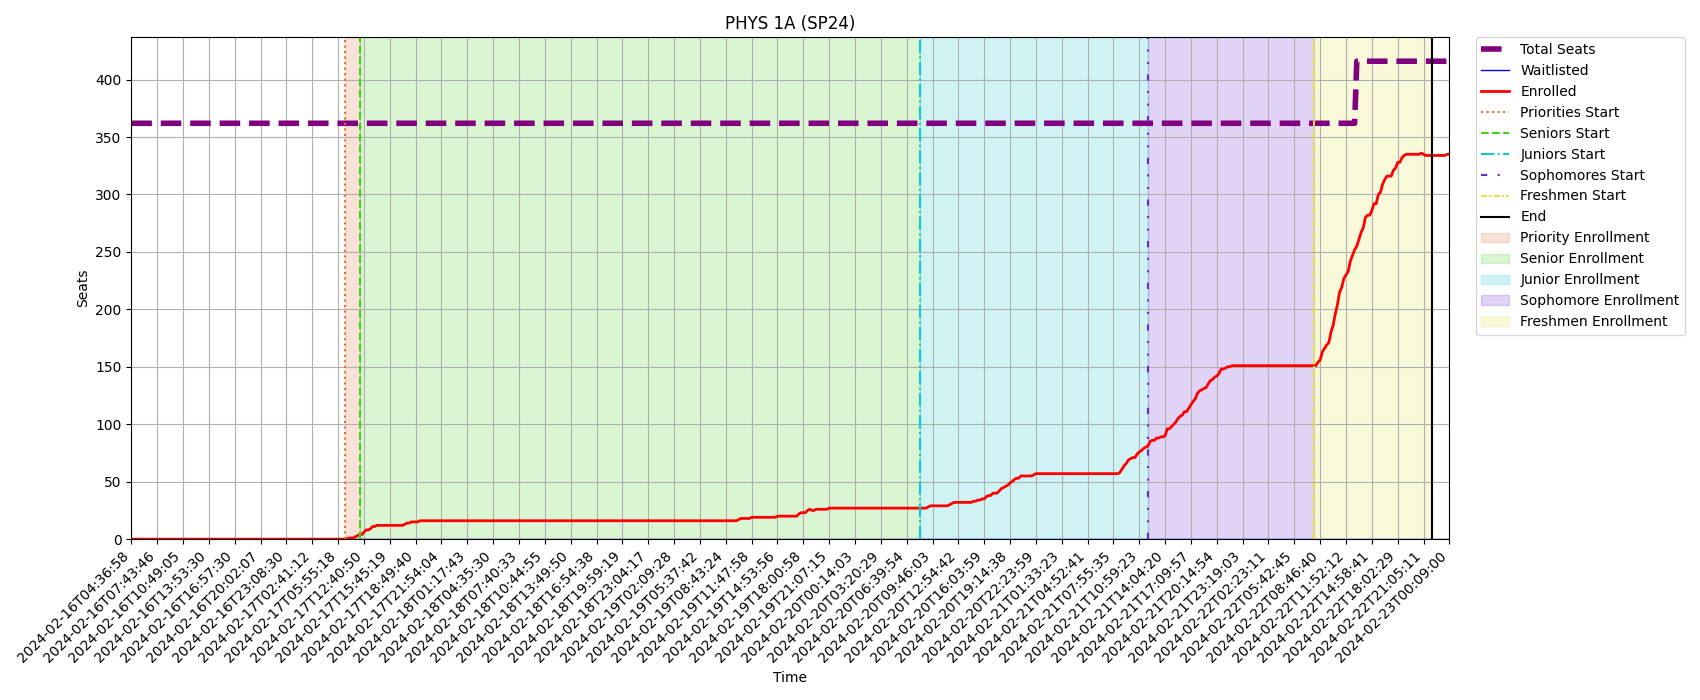 PHYS 1A (SP24)
Seats
400
350
300
250
200
150
100
50
0
2024-02-16T04:36:58
2024-02-16T07:43:46
2024-02-16T10:49:05
2024-02-16T13:53:30
2024-02-16T16:57:30
2024-02-16T20:02:07
2024-02-16T23:08:30
2024-02-17T02:41:12
2024-02-17T05:55:18
2024-02-17T12:40:50
2024-02-17T15:45:19
2024-02-17T18:49:40
2024-02-17T21:54:04
2024-02-18T01:17:43
2024-02-18T04:35:30
2024-02-18T07:40:33
2024-02-18T10:44:55
2024-02-18T13:49:50
2024-02-18T16:54:38
2024-02-18T19:59:19
2024-02-18T23:04:17
2024-02-19T02:09:28
2024-02-19T05:37:42
2024-02-19T08:43:24
2024-02-19T11:47:58
2024-02-19T14:53:56
2024-02-19T18:00:58
2024-02-19T21:07:15
2024-02-20T00:14:03
2024-02-20T03:20:29
2024-02-20T06:39:54
2024-02-20T09:46:03
2024-02-20T12:54:42
2024-02-20T16:03:59
2024-02-20T19:14:38
2024-02-20T22:23:59
2024-02-21T01:33:23
2024-02-21T04:52:41
2024-02-21T07:55:35
2024-02-21T10:59:23
2024-02-21T14:04:20
2024-02-21T17:09:57
2024-02-21T20:14:54
2024-02-21T23:19:03
2024-02-22T02:23:11
2024-02-22T05:42:45
2024-02-22T08:46:40
2024-02-22T11:52:12
2024-02-22T14:58:41
2024-02-22T18:02:29
2024-02-22T21:05:11
2024-02-23T00:09:00
Time
Total Seats
Waitlisted
Enrolled
Priorities Start
Seniors Start
Juniors Start
Sophomores Start
Freshmen Start
End
Priority Enrollment
Senior Enrollment
Junior Enrollment
Sophomore Enrollment
Freshmen Enrollment